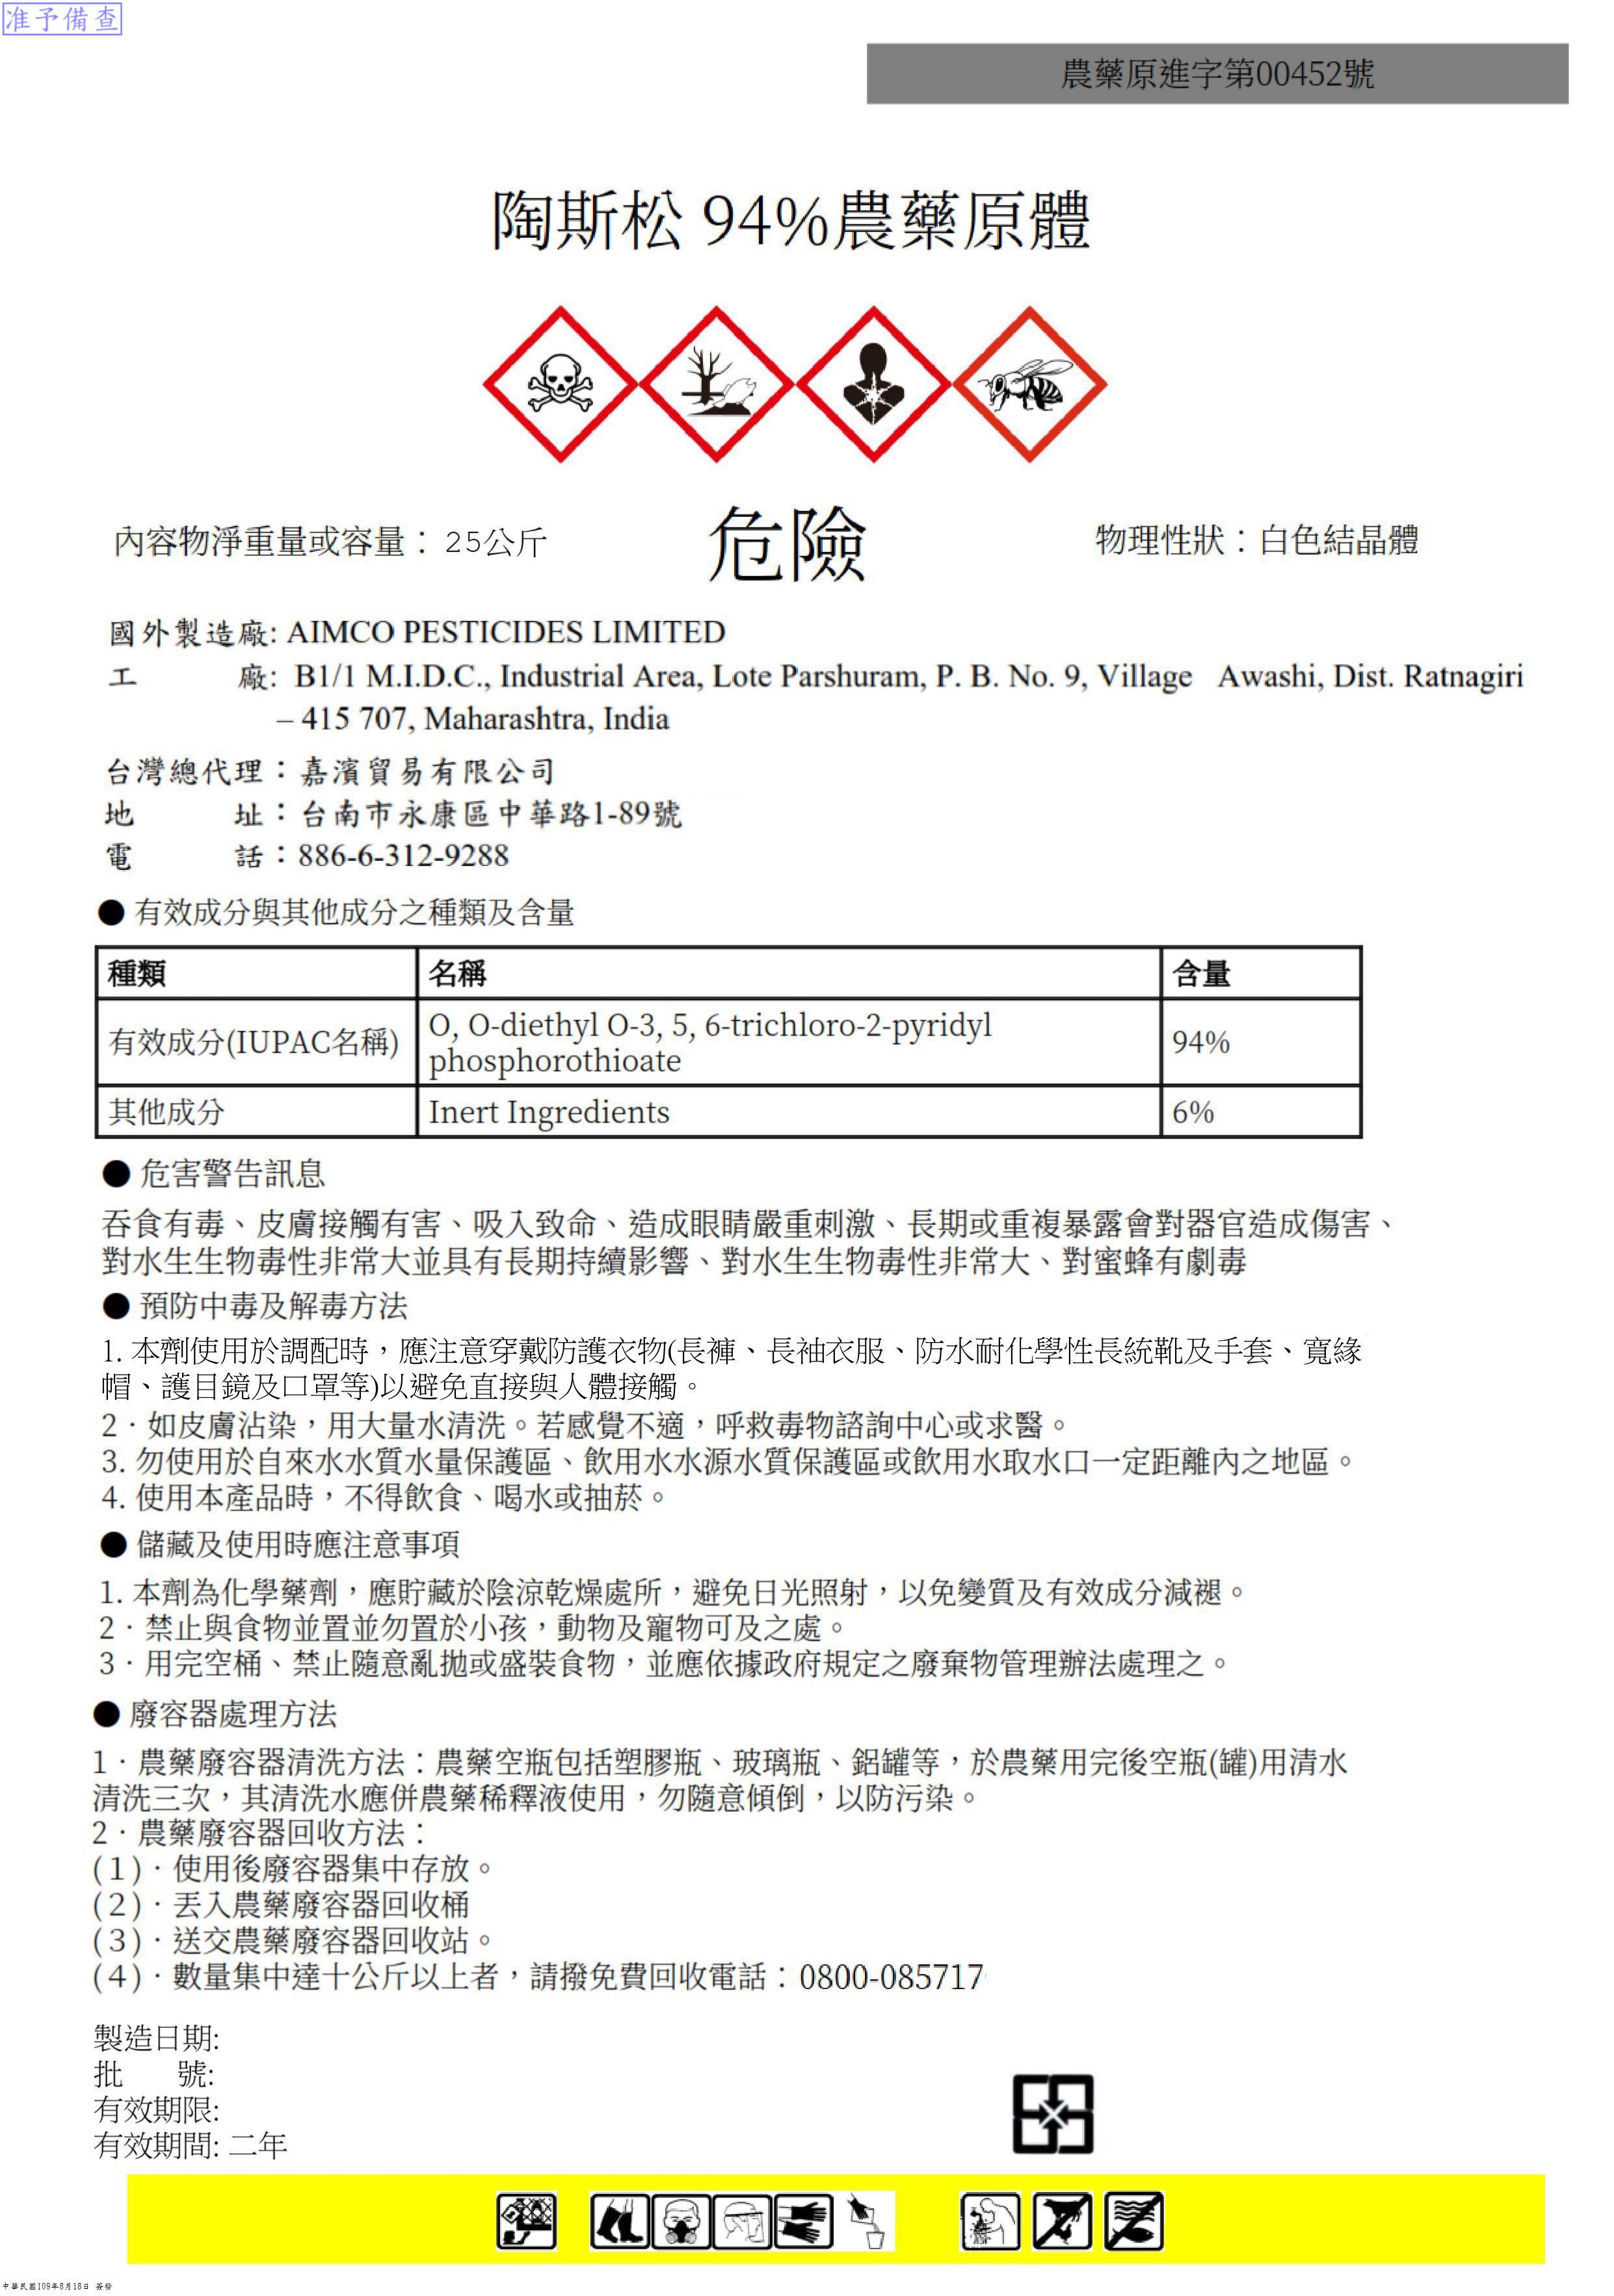 准予備查
農藥原進字第00452號
陶斯松 94%農藥原體
內容物淨重量或容量：25公斤
危險
物理性狀：白色結晶體
國外製造廠: AIMCO PESTICIDES LIMITED
工 廠: B1/1 M.I.D.C., Industrial Area, Lote Parshuram, P. B. No. 9, Village Awashi, Dist. Ratnagiri
– 415 707, Maharashtra, India
台灣總代理：嘉濱貿易有限公司
地 址：台南市永康區中華路1-89號
電 話：886-6-312-9288
● 有效成分與其他成分之種類及含量
種類 名稱 含量
有效成分(IUPAC名稱) O, O-diethyl O-3, 5, 6-trichloro-2-pyridyl 94%
phosphorothioate
其他成分 Inert Ingredients 6%
● 危害警告訊息
吞食有毒、皮膚接觸有害、吸入致命、造成眼睛嚴重刺激、長期或重複暴露會對器官造成傷害、
對水生生物毒性非常大並具有長期持續影響、對水生生物毒性非常大、對蜜蜂有劇毒
● 預防中毒及解毒方法
1. 本劑使用於調配時，應注意穿戴防護衣物(長褲、長袖衣服、防水耐化學性長統靴及手套、寬緣
帽、護目鏡及口罩等)以避免直接與人體接觸。
2．如皮膚沾染，用大量水清洗。若感覺不適，呼救毒物諮詢中心或求醫。
3. 勿使用於自來水水質水量保護區、飲用水水源水質保護區或飲用水取水口一定距離內之地區。
4. 使用本產品時，不得飲食、喝水或抽菸。
● 儲藏及使用時應注意事項
1. 本劑為化學藥劑，應貯藏於陰涼乾燥處所，避免日光照射，以免變質及有效成分減褪。
2．禁止與食物並置並勿置於小孩，動物及寵物可及之處。
3．用完空桶、禁止隨意亂拋或盛裝食物，並應依據政府規定之廢棄物管理辦法處理之。
● 廢容器處理方法
1．農藥廢容器清洗方法：農藥空瓶包括塑膠瓶、玻璃瓶、鋁罐等，於農藥用完後空瓶(罐)用清水
清洗三次，其清洗水應併農藥稀釋液使用，勿隨意傾倒，以防污染。
2．農藥廢容器回收方法：
(1)．使用後廢容器集中存放。
(2)．丟入農藥廢容器回收桶
(3)．送交農藥廢容器回收站。
(4)．數量集中達十公斤以上者，請撥免費回收電話：0800-085717
製造日期:
批 號:
有效期限:
有效期間: 二年
中華民國109年8月18日 簽發